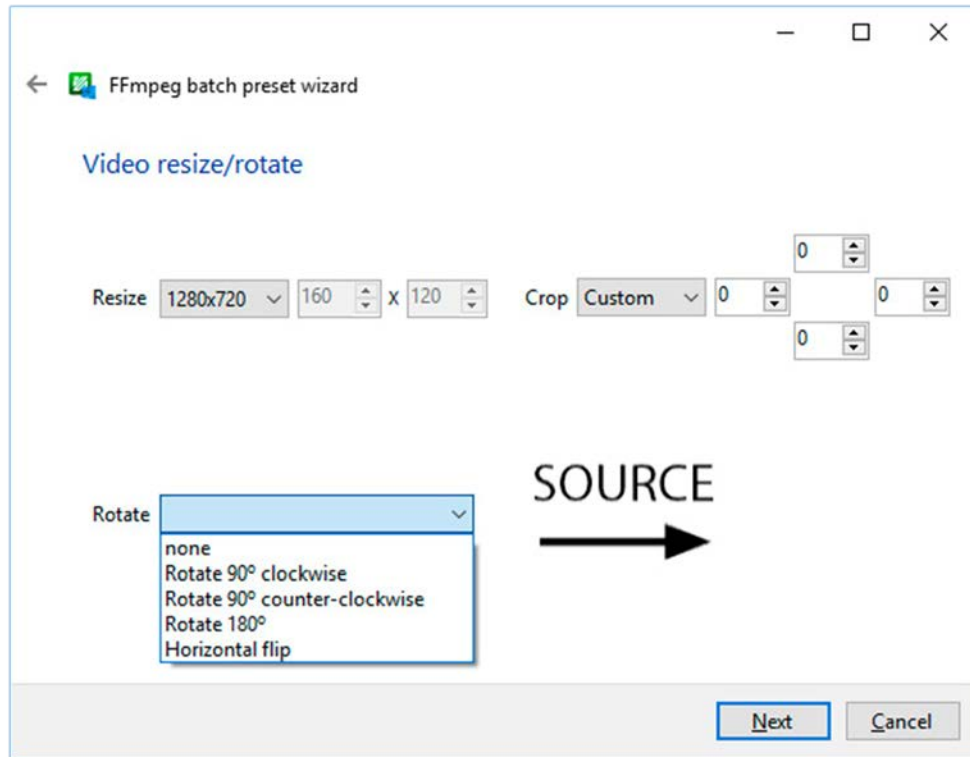 FFmpeg batch preset wizard
Video resize/rotate
0
Resize 1280x720 160 X 120 Crop Custom 0 0
0
SOURCE
Rotate
none
Rotate 90º clockwise
Rotate 90º counter-clockwise
Rotate 180º
Horizontal flip
Next Cancel